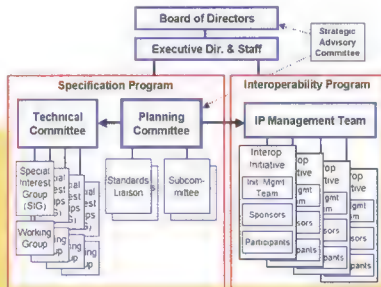 Board of Directors
Executive Dir. & Staff
Strategic
Advisory
Committee
Specification Program
Interoperability Program
Technical
Committee
Planning
Committee
IP Management Team
Special
Interest
Group
(SIG)
Working
Group
Standards
Liaison
Subcom-
mittee
Interop
Initiative
Init. Mgmt
Team
Sponsors
Participants